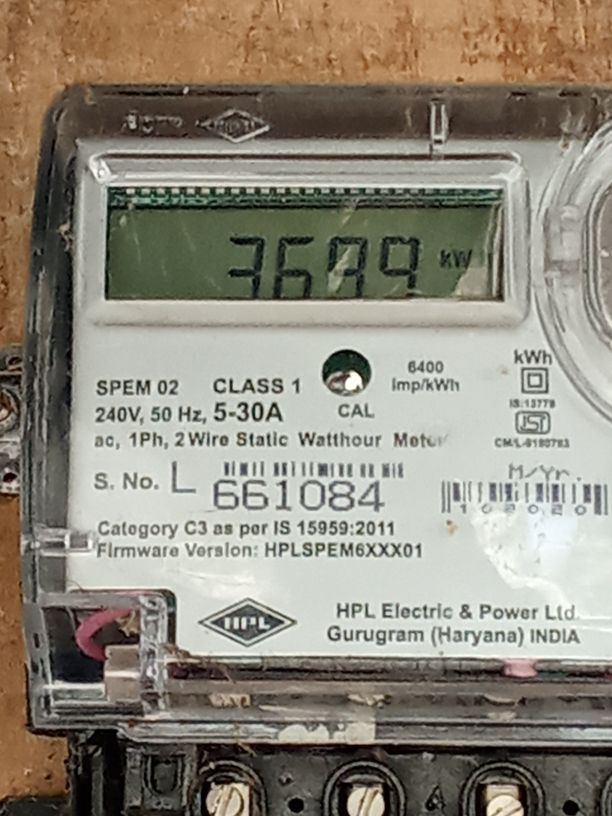 3699 kW
SPEM 02 CLASS 1
240V, 50 Hz, 5-30A
CAL
6400
Imp/kWh
kWh
IS:13779
ac, 1Ph, 2 Wire Static Watthour Meter
S. No. L 661084
M/Yr.
102020
Category C3 as per IS 15959:2011
Firmware Version: HPLSPEM6XXX01
HPL
HPL Electric & Power Ltd.
Gurugram (Haryana) INDIA